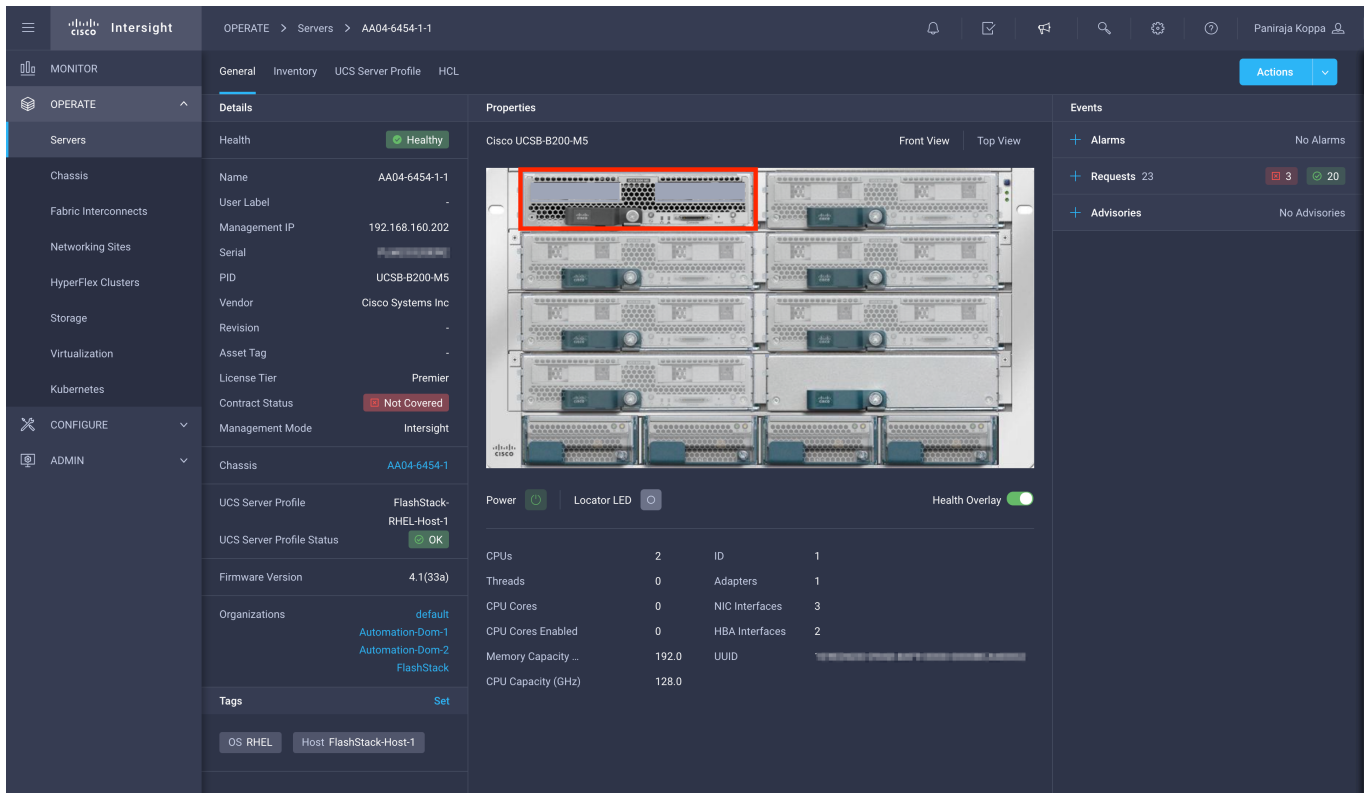 cisco Intersight
OPERATE > Servers > AA04-6454-1-1
Paniraja Koppa
MONITOR
OPERATE
Servers
Chassis
Fabric Interconnects
Networking Sites
HyperFlex Clusters
Storage
Virtualization
Kubernetes
CONFIGURE
ADMIN
General Inventory UCS Server Profile HCL
Actions
Details
Health Healthy
Name AA04-6454-1-1
User Label -
Management IP 192.168.160.202
Serial
PID UCSB-B200-M5
Vendor Cisco Systems Inc
Revision -
Asset Tag -
License Tier Premier
Contract Status Not Covered
Management Mode Intersight
Chassis AA04-6454-1
UCS Server Profile FlashStack-
RHEL-Host-1
UCS Server Profile Status OK
Firmware Version 4.1(33a)
Organizations default
Automation-Dom-1
Automation-Dom-2
FlashStack
Tags Set
OS RHEL Host FlashStack-Host-1
Properties
Cisco UCSB-B200-M5 Front View Top View
cisco
Power Locator LED Health Overlay
CPUs 2 ID 1
Threads 0 Adapters 1
CPU Cores 0 NIC Interfaces 3
CPU Cores Enabled 0 HBA Interfaces 2
Memory Capacity ... 192.0 UUID
CPU Capacity (GHz) 128.0
Events
Alarms No Alarms
Requests 23 3 20
Advisories No Advisories